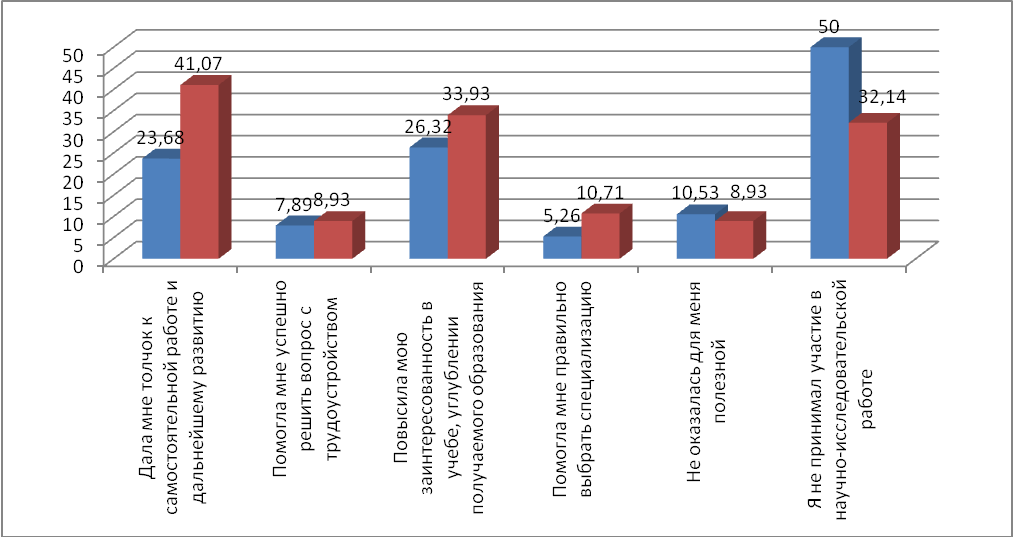 50
45
40
35
30
25
20
15
10
5
0
23,68
41,07
7,89
8,93
26,32
33,93
5,26
10,71
10,53
8,93
50
32,14
Дала мне толчок к
самостоятельной работе и
дальнейшему развитию
Помогла мне успешно
решить вопрос с
трудоустройством
Повысила мою
заинтересованность в
учебе, углублении
получаемого образования
Помогла мне правильно
выбрать специализацию
Не оказалась для меня
полезной
Я не принимал участие в
научно-исследовательской
работе